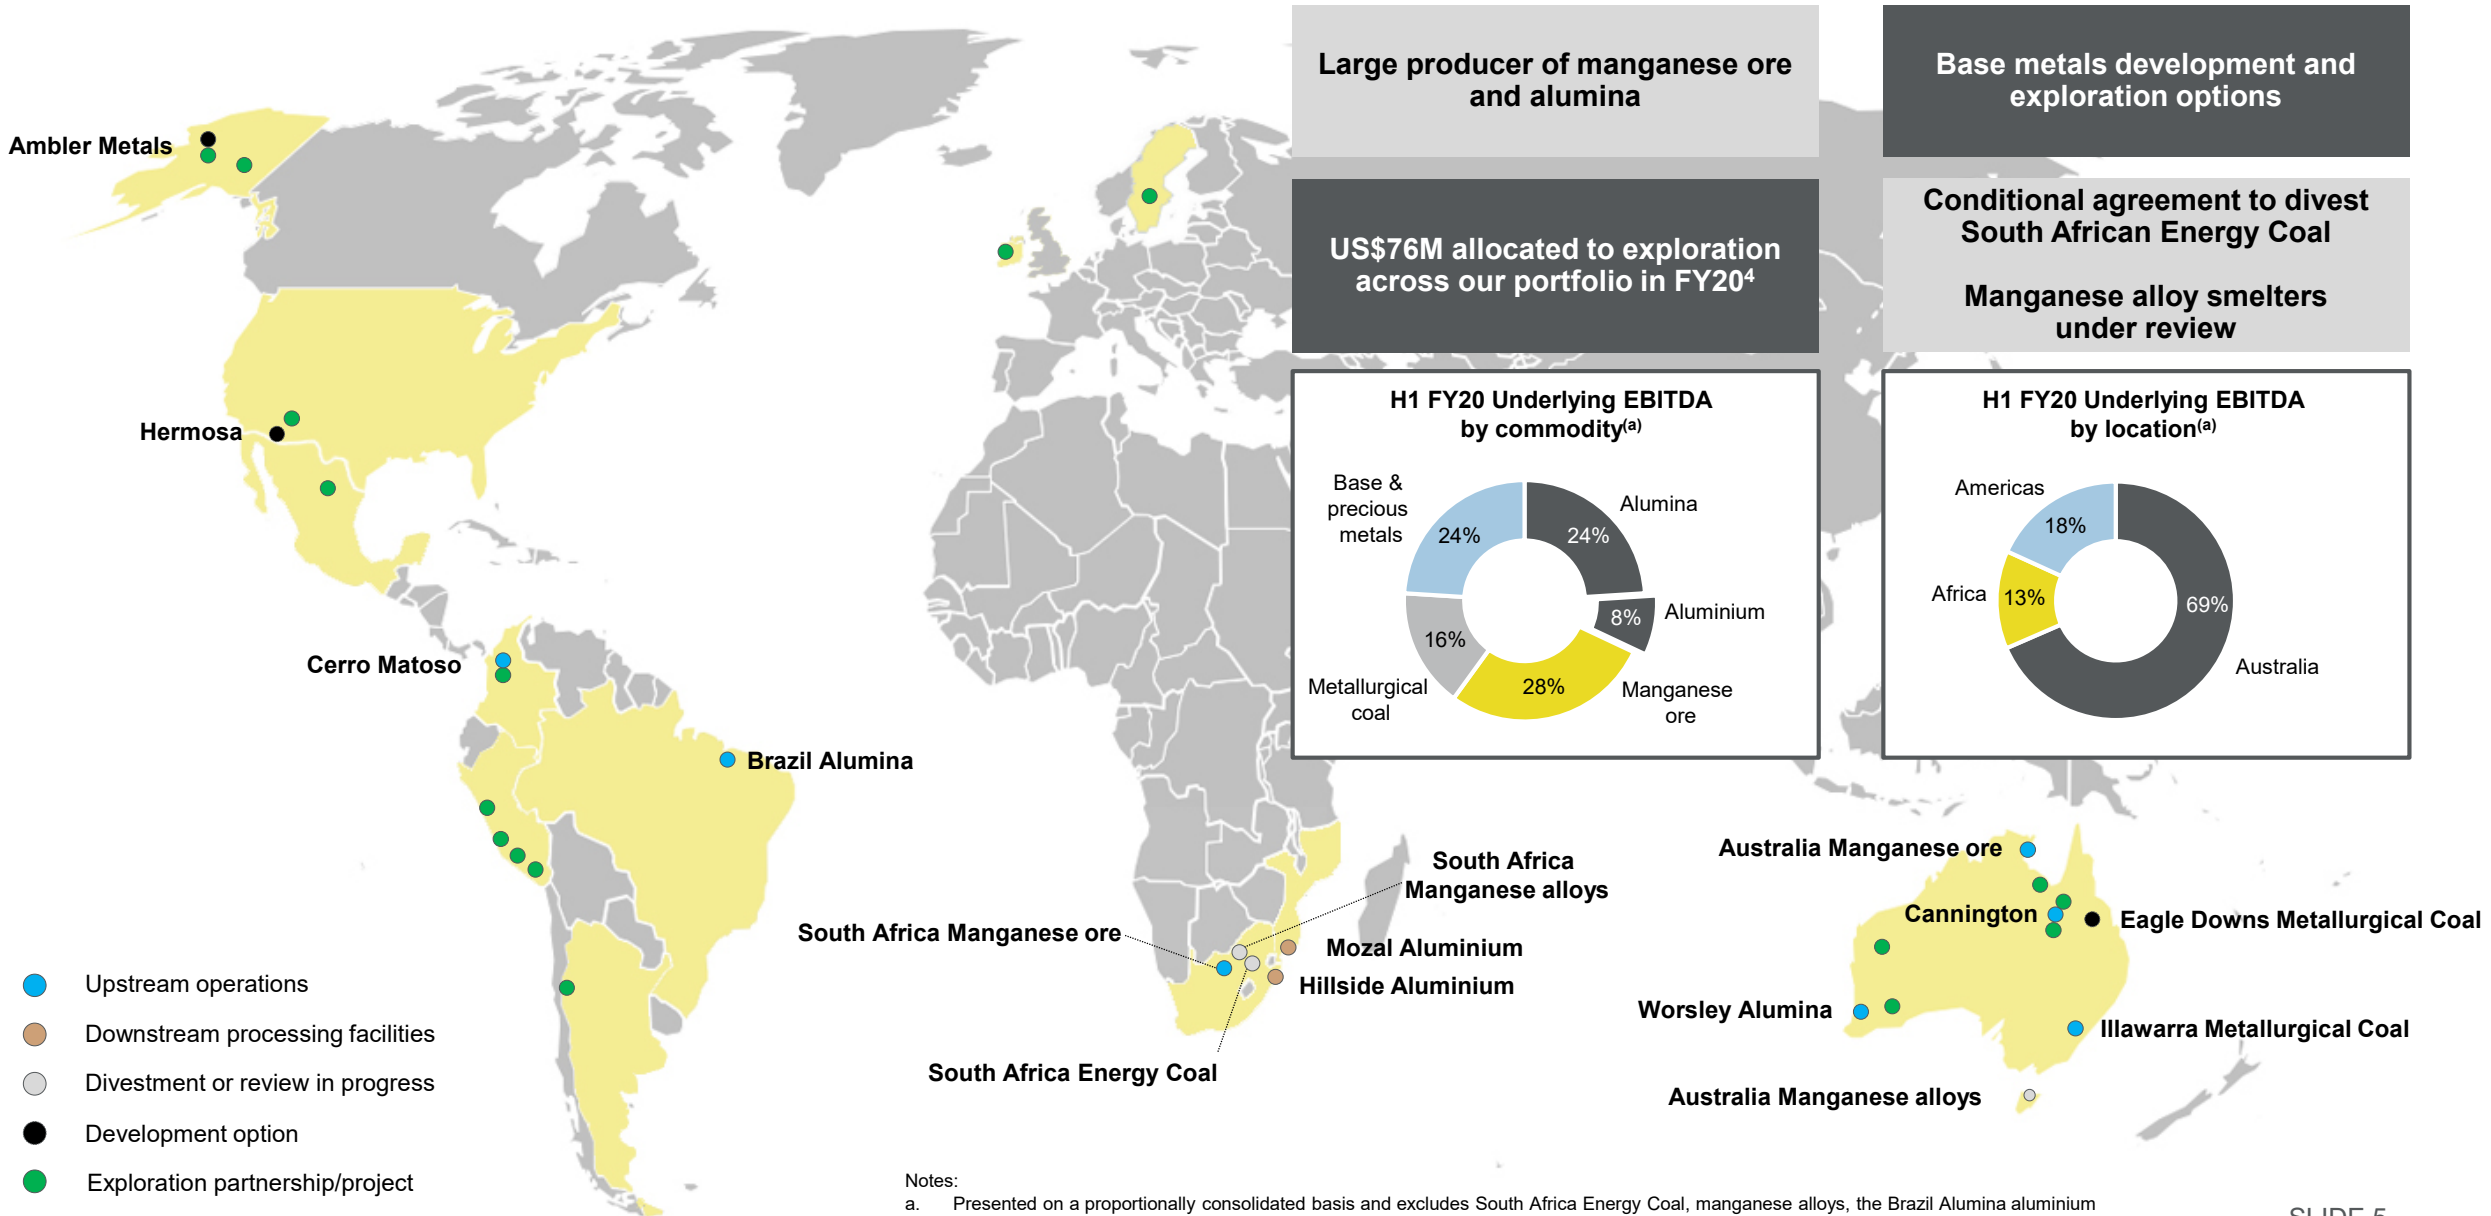 Large producer of manganese ore
and alumina
Base metals development and
exploration options
US$76M allocated to exploration
across our portfolio in FY20⁴
Conditional agreement to divest
South African Energy Coal
Manganese alloy smelters
under review
H1 FY20 Underlying EBITDA
by commodity(a)
Base &
precious
metals
24%
Alumina
24%
Aluminium
8%
Manganese
ore
28%
Metallurgical
coal
16%
H1 FY20 Underlying EBITDA
by location(a)
Americas
18%
Africa
13%
69%
Australia
Ambler Metals
Hermosa
Cerro Matoso
Brazil Alumina
South Africa
Manganese alloys
South Africa Manganese ore
Mozal Aluminium
Hillside Aluminium
South Africa Energy Coal
Australia Manganese ore
Cannington
Eagle Downs Metallurgical Coal
Worsley Alumina
Illawarra Metallurgical Coal
Australia Manganese alloys
Upstream operations
Downstream processing facilities
Divestment or review in progress
Development option
Exploration partnership/project
Notes:
a. Presented on a proportionally consolidated basis and excludes South Africa Energy Coal, manganese alloys, the Brazil Alumina aluminium
SLIDE 5